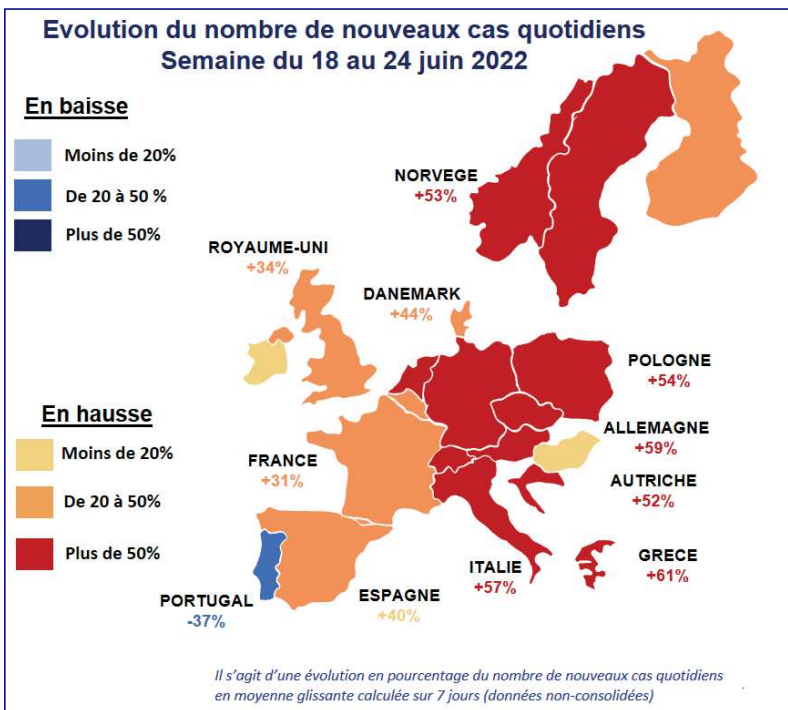 Evolution du nombre de nouveaux cas quotidiens
Semaine du 18 au 24 juin 2022
En baisse
Moins de 20%
De 20 à 50 %
Plus de 50%
NORVEGE
+53%
ROYAUME-UNI
+34%
DANEMARK
+44%
POLOGNE
+54%
En hausse
Moins de 20%
De 20 à 50%
Plus de 50%
ALLEMAGNE
+59%
FRANCE
+31%
AUTRICHE
+52%
ITALIE
+57%
GRECE
+61%
PORTUGAL
-37%
ESPAGNE
+40%
Il s'agit d'une évolution en pourcentage du nombre de nouveaux cas quotidiens
en moyenne glissante calculée sur 7 jours (données non-consolidées)